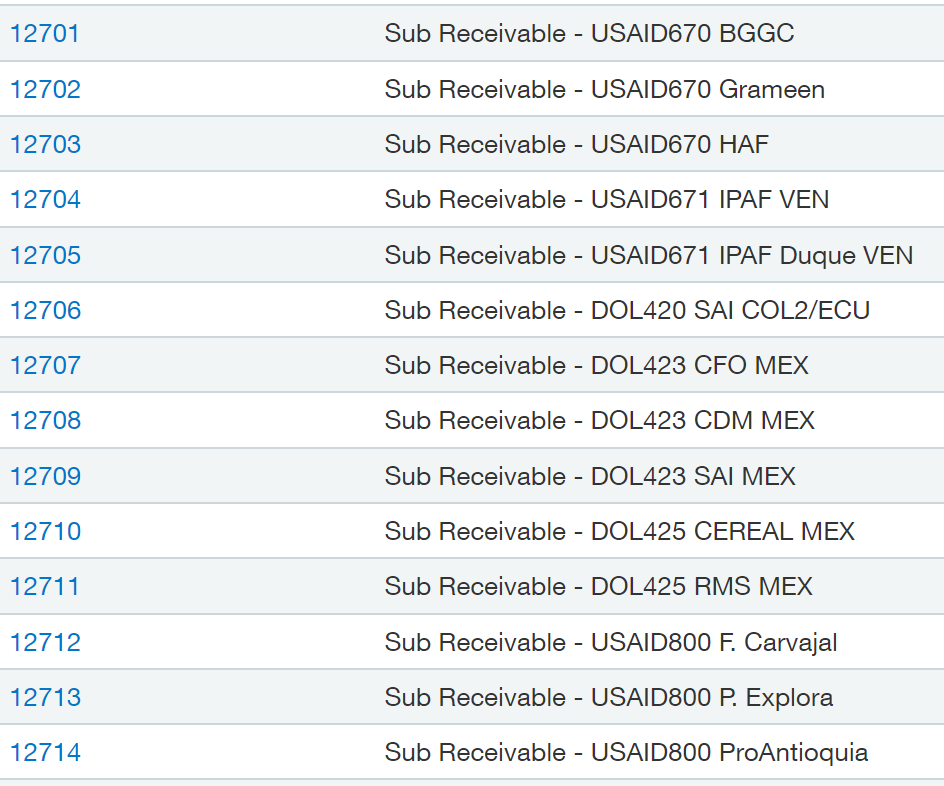 12701 Sub Receivable - USAID670 BGGC
12702 Sub Receivable - USAID670 Grameen
12703 Sub Receivable - USAID670 HAF
12704 Sub Receivable - USAID671 IPAF VEN
12705 Sub Receivable - USAID671 IPAF Duque VEN
12706 Sub Receivable - DOL420 SAI COL2/ECU
12707 Sub Receivable - DOL423 CFO MEX
12708 Sub Receivable - DOL423 CDM MEX
12709 Sub Receivable - DOL423 SAI MEX
12710 Sub Receivable - DOL425 CEREAL MEX
12711 Sub Receivable - DOL425 RMS MEX
12712 Sub Receivable - USAID800 F. Carvajal
12713 Sub Receivable - USAID800 P. Explora
12714 Sub Receivable - USAID800 ProAntioquia